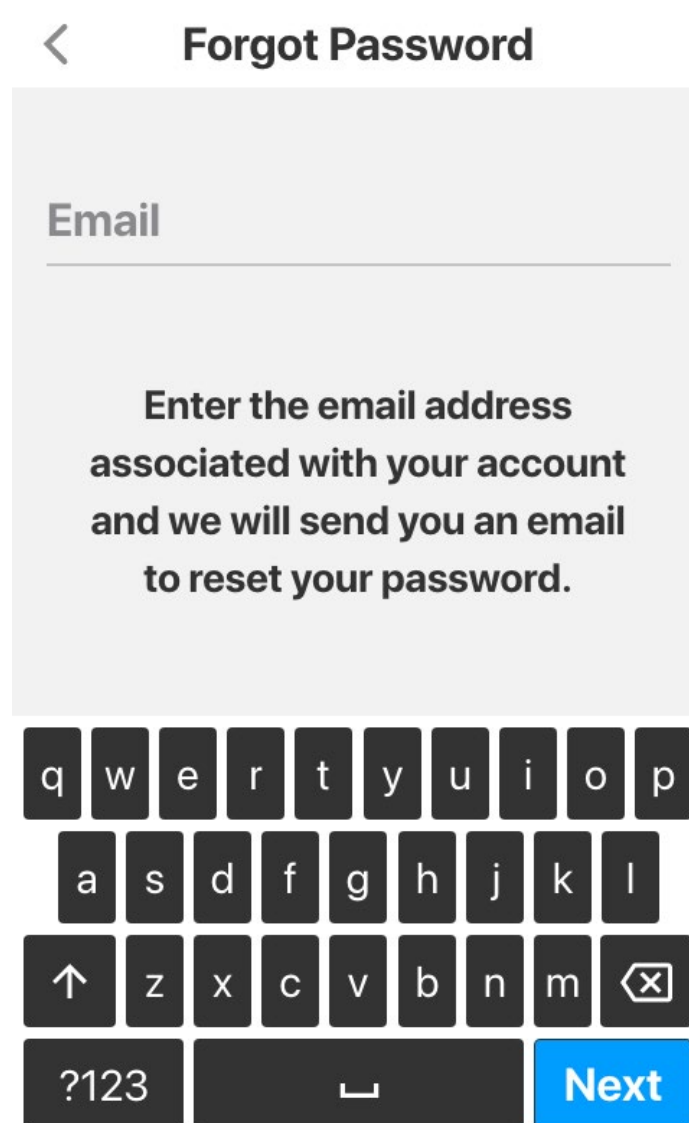 Forgot Password
Email
Enter the email address
associated with your account
and we will send you an email
to reset your password.
q w e r t y u i o p
a s d f g h j k l
z x c v b n m
?123 Next